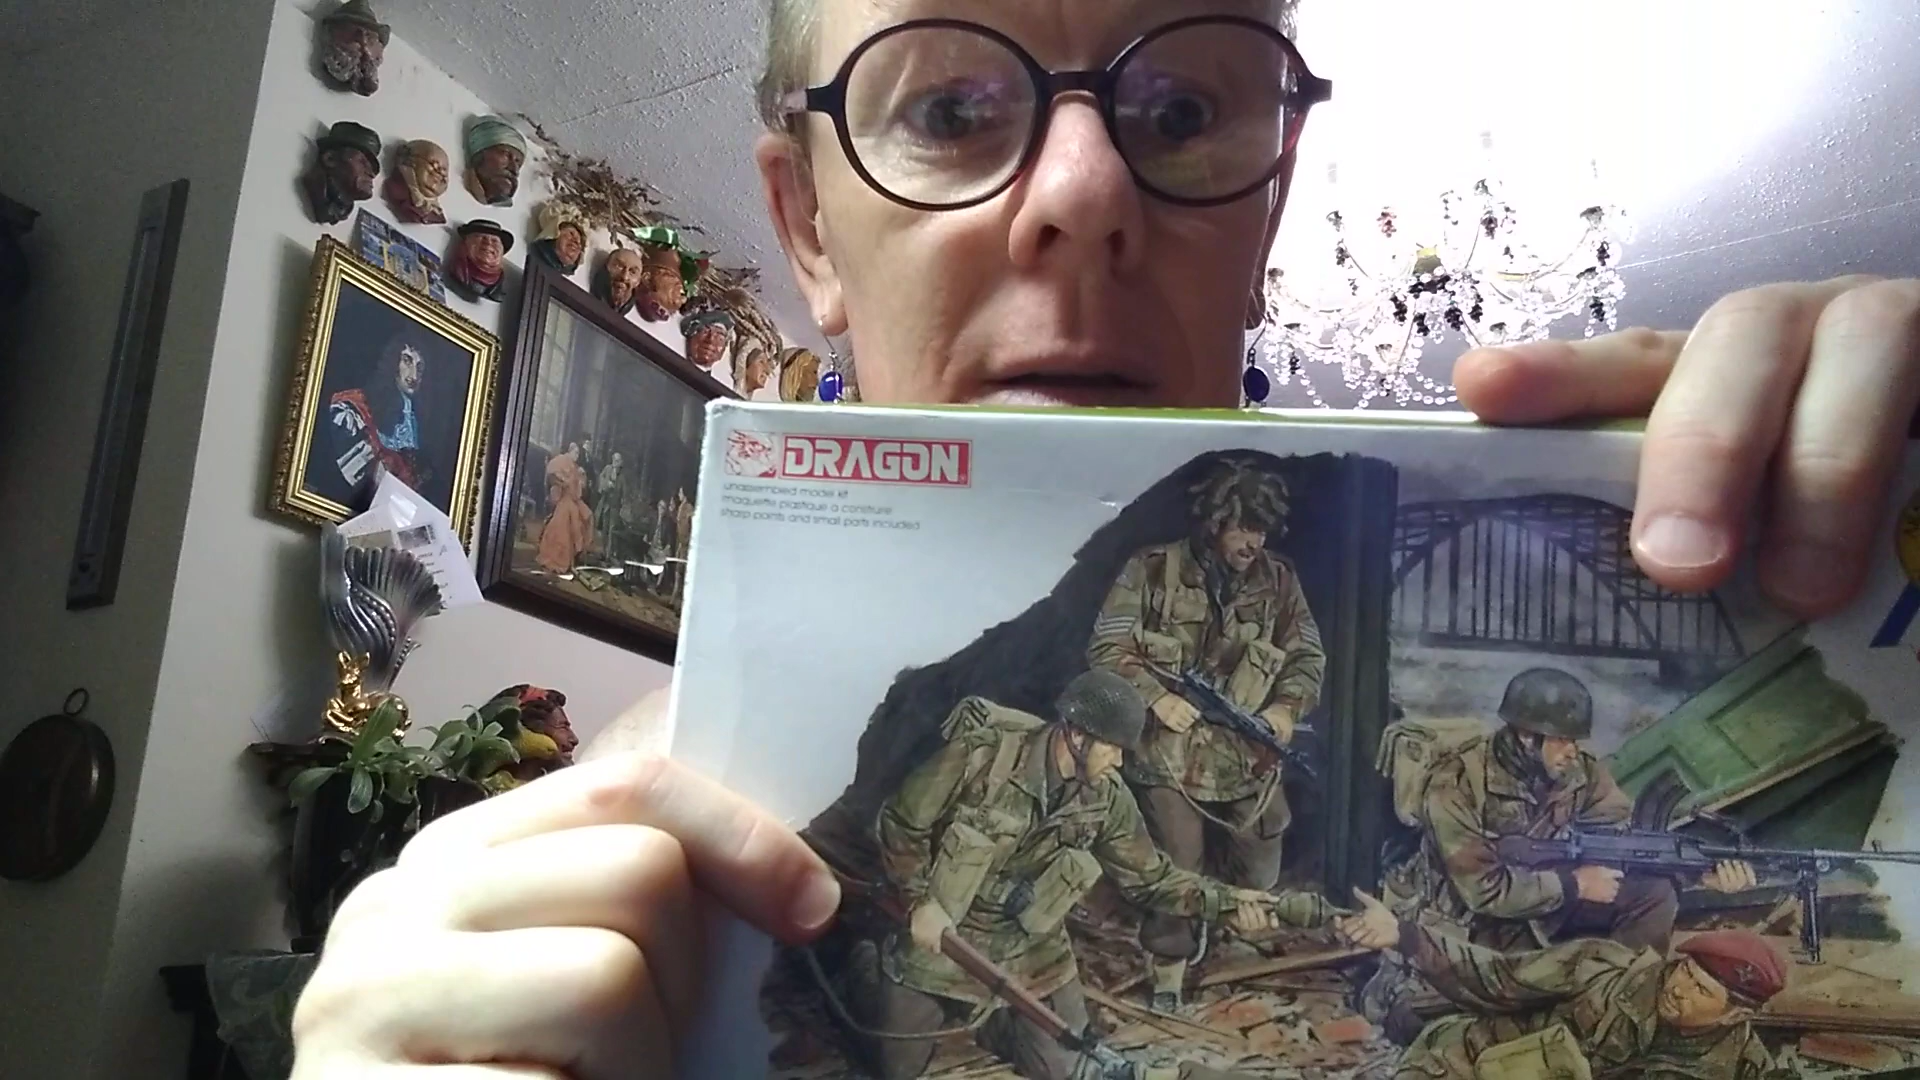 DRAGON
unassembled model kit
maquette plastique a construire
sharp points and small parts included